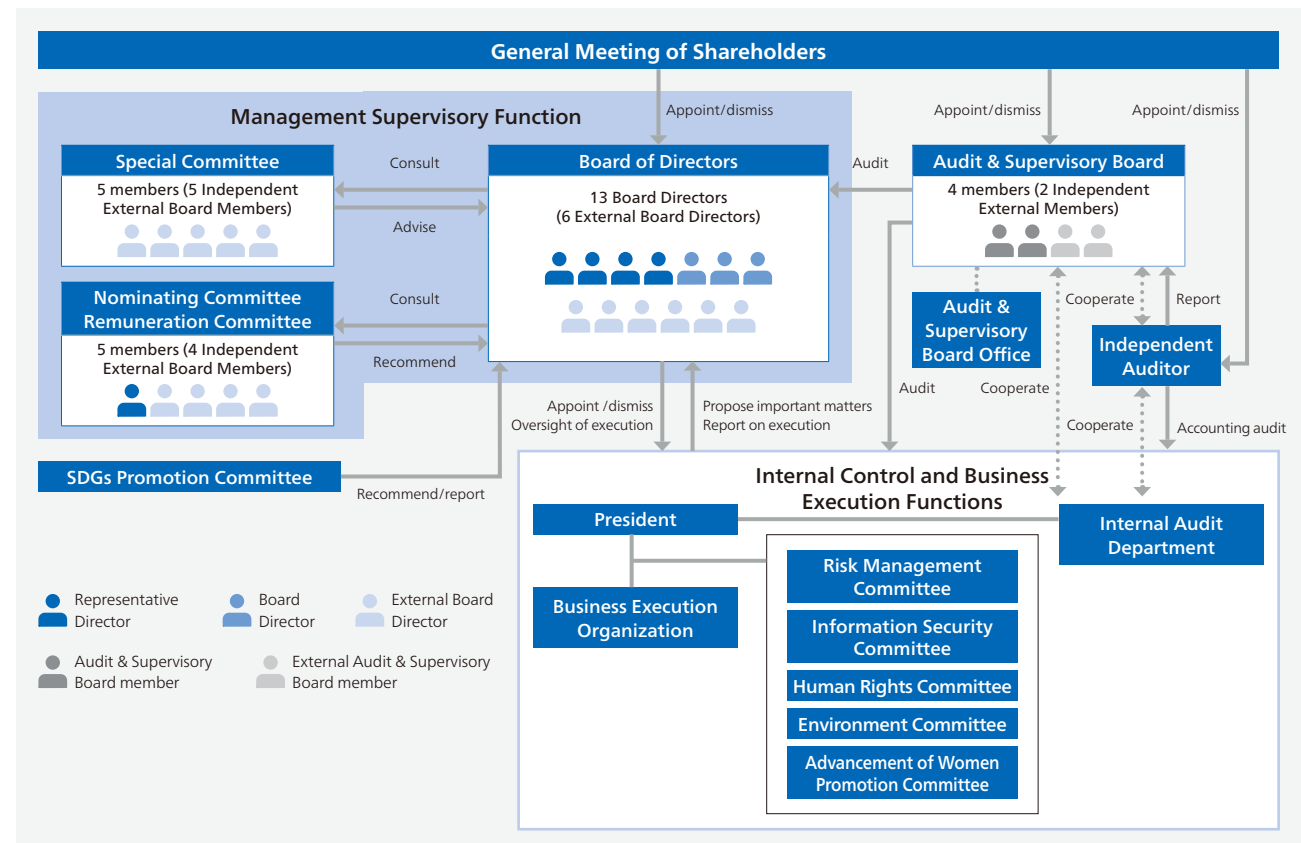 General Meeting of Shareholders
Management Supervisory Function
Appoint/dismiss
Appoint/dismiss
Appoint/dismiss
Special Committee
5 members (5 Independent
External Board Members)
Consult
Advise
Board of Directors
13 Board Directors
(6 External Board Directors)
Audit
Audit & Supervisory Board
4 members (2 Independent
External Members)
Nominating Committee
Remuneration Committee
5 members (4 Independent
External Board Members)
Consult
Recommend
Audit &
Supervisory
Board Office
Cooperate
Report
Independent
Auditor
Audit
Cooperate
Appoint /dismiss
Oversight of execution
Propose important matters
Report on execution
Cooperate
Accounting audit
SDGs Promotion Committee
Recommend/report
Internal Control and Business
Execution Functions
President
Internal Audit
Department
Business Execution
Organization
Risk Management
Committee
Information Security
Committee
Human Rights Committee
Environment Committee
Advancement of Women
Promotion Committee
Representative
Director
Board
Director
External Board
Director
Audit & Supervisory
Board member
External Audit & Supervisory
Board member